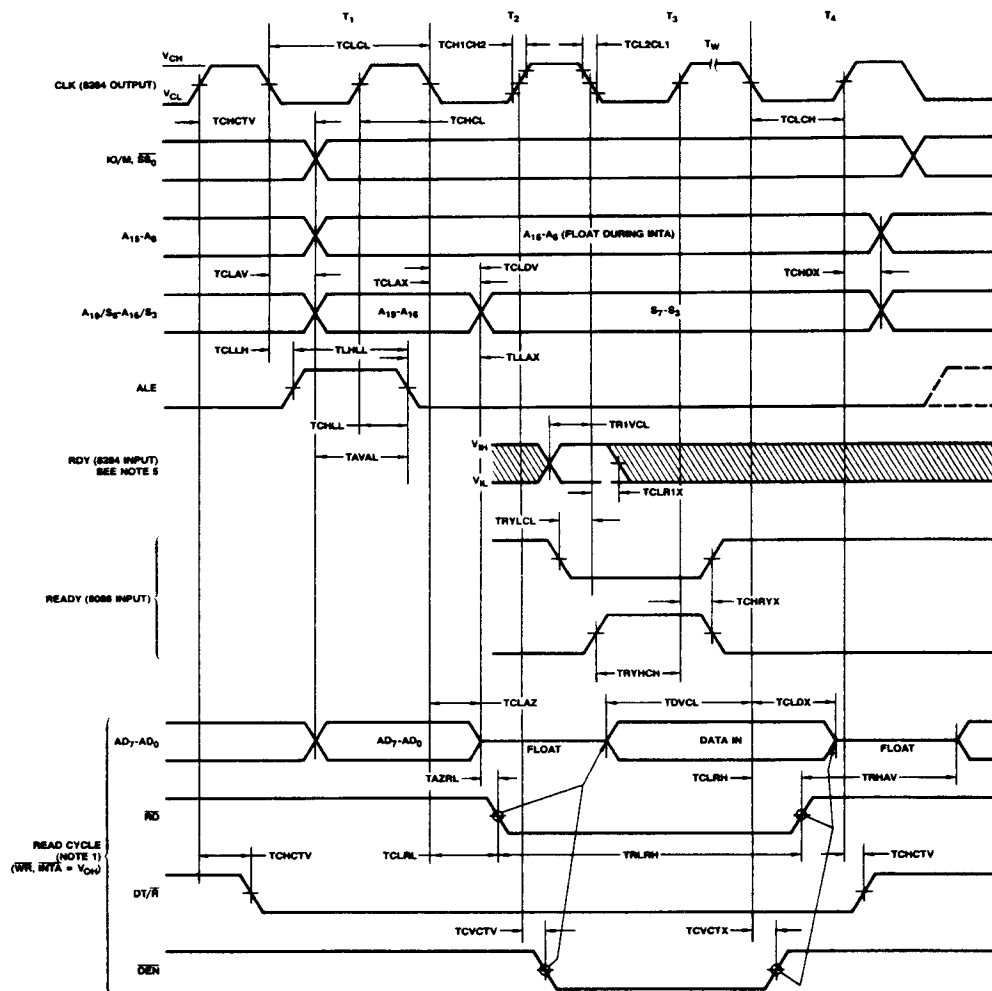 T1 T2 T3 T4
TCLCL TCH1CH2 TCL2CL1 TW
VCH
CLK (8284 OUTPUT)
VCL
TCHCTV TCHCL TCLCH
IO/M, SS0
A15-A8 A15-A8 (FLOAT DURING INTA)
TCLAV TCLDV TCHDX
TCLAX
A19/S6-A16/S3 A19-A16 S7-S3
TCLLH TLHLL TLLAX
ALE
TCHLL TR1VCL
VIH
RDY (8284 INPUT)
SEE NOTE 5
TAVAL
VIL
TCLR1X
TRYLCL
READY (8088 INPUT)
TCHRYX
TRYHCH
TCLAZ TDVCL TCLDX
AD7-AD0 AD7-AD0 FLOAT DATA IN FLOAT
TAZRL TCLRH TRHAV
RD
READ CYCLE
(NOTE 1)
(WR, INTA = VOH)
TCHCTV TCLRL TRLRH TCHCTV
DT/R
TCVCTV TCVCTX
DEN